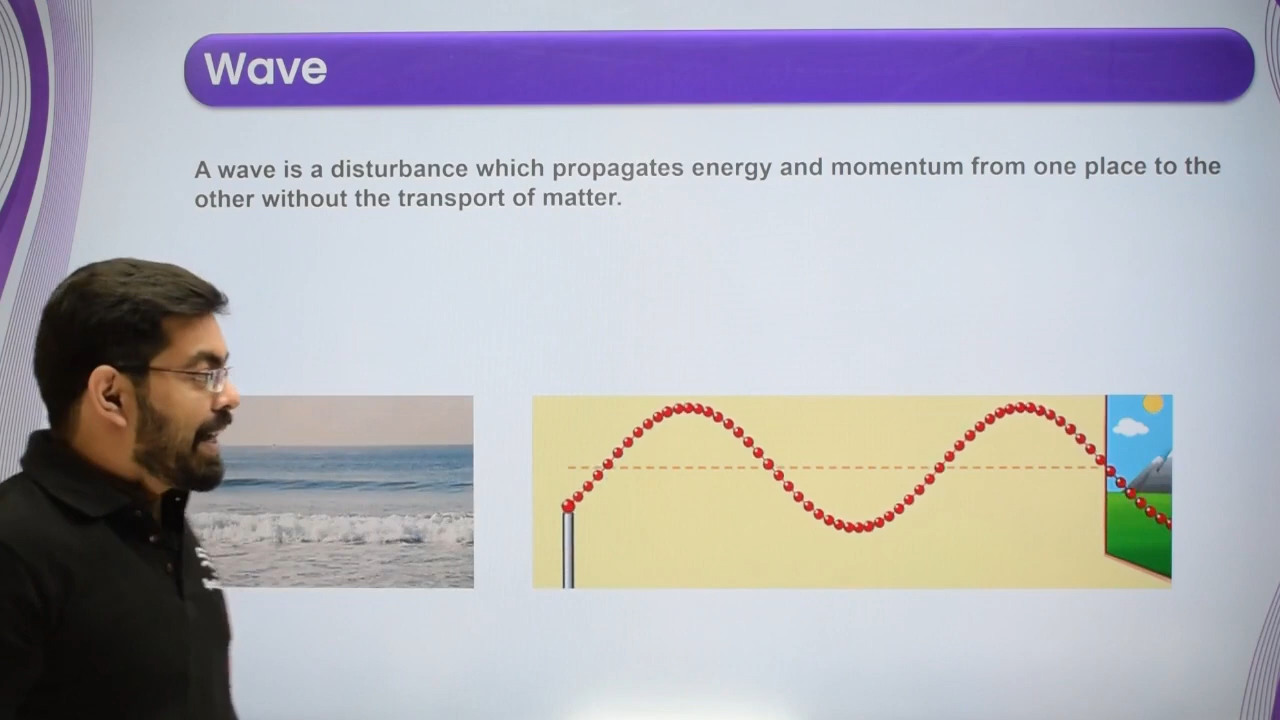 Wave
A wave is a disturbance which propagates energy and momentum from one place to the
other without the transport of matter.